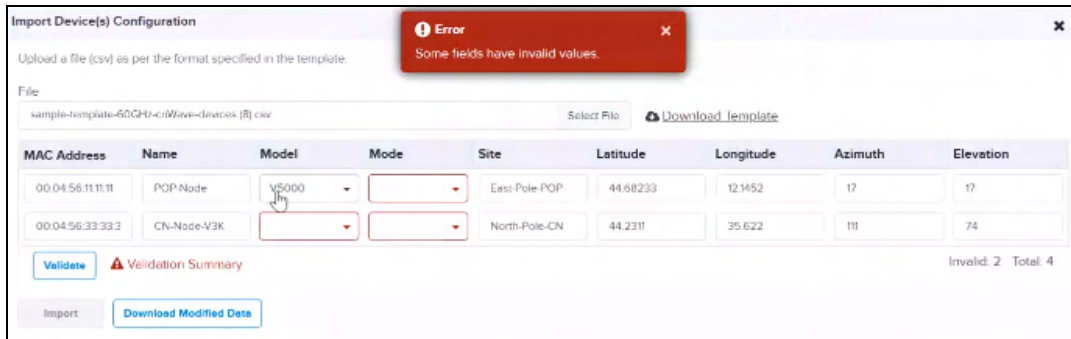 Import Device(s) Configuration
Error
Some fields have invalid values.
Upload a file (csv) as per the format specified in the template.
File
sample-template-60GHz-cnWave-devices (8).csv Select File Download Template
MAC Address Name Model Mode Site Latitude Longitude Azimuth Elevation
00:04:56:11:11:11 POP-Node V5000 East-Pole-POP 44.68233 12.1452 17 17
00:04:56:33:33:3 CN-Node-V3K North-Pole-CN 44.2311 35.622 111 74
Validate Validation Summary Invalid: 2 Total: 4
Import Download Modified Data